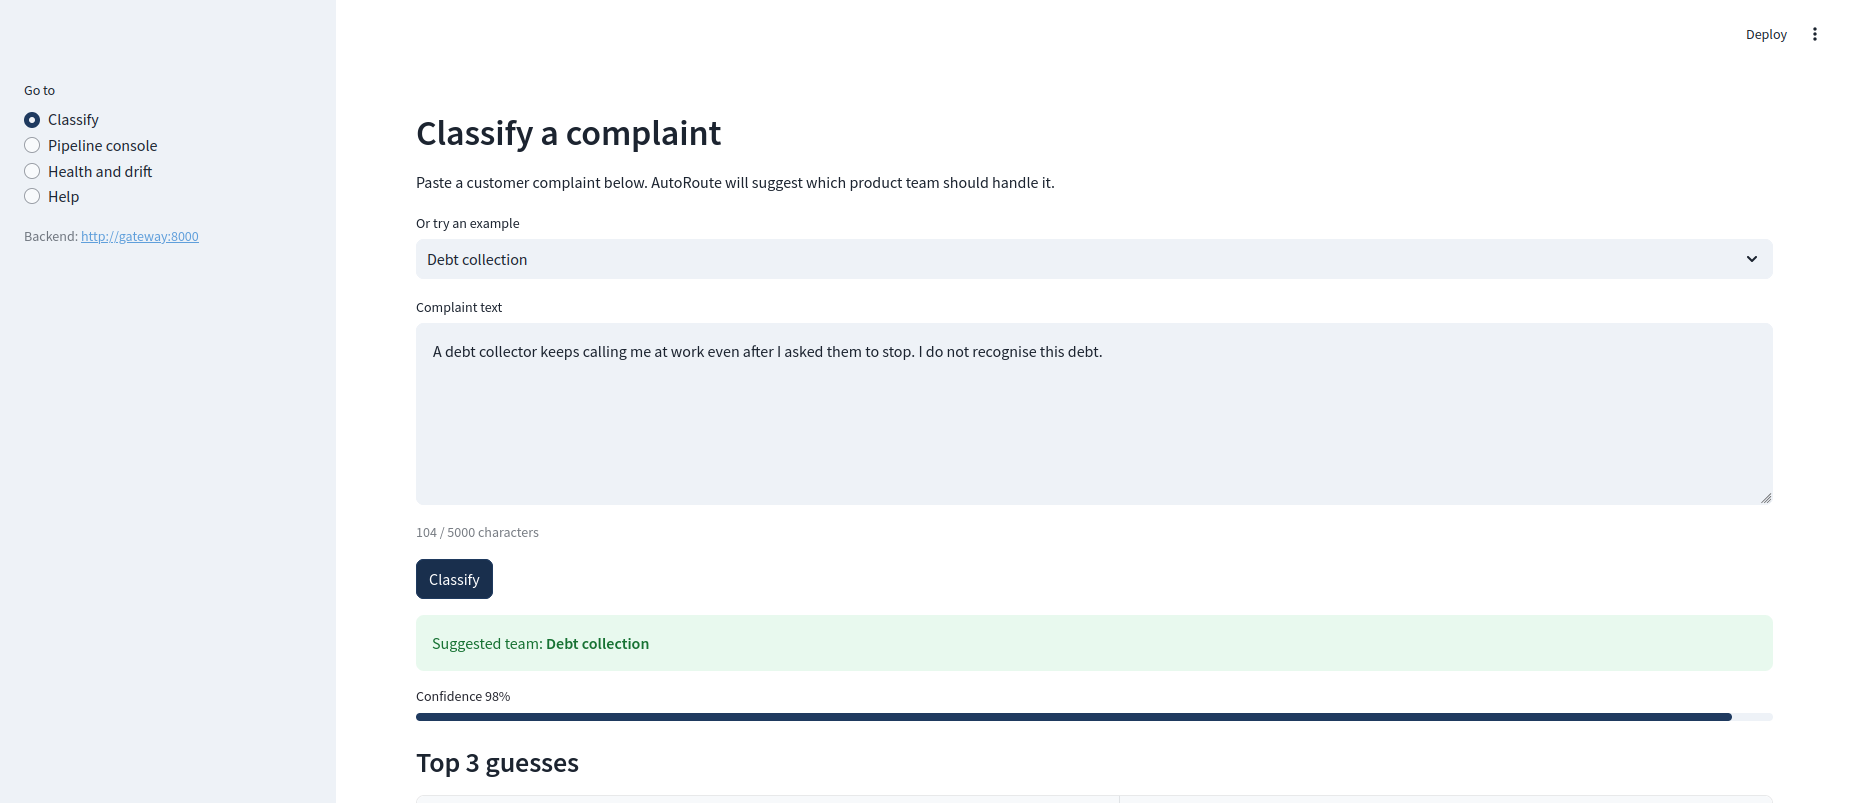 Deploy
Go to
Classify
Pipeline console
Health and drift
Help
Backend: http://gateway:8000
Classify a complaint
Paste a customer complaint below. AutoRoute will suggest which product team should handle it.
Or try an example
Debt collection
Complaint text
A debt collector keeps calling me at work even after I asked them to stop. I do not recognise this debt.
104 / 5000 characters
Classify
Suggested team: Debt collection
Confidence 98%
Top 3 guesses